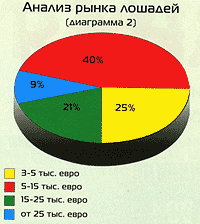 Анализ рынка лошадей
(диаграмма 2)
40%
9%
21%
25%
3-5 тыс. евро
5-15 тыс. евро
15-25 тыс. евро
от 25 тыс. евро